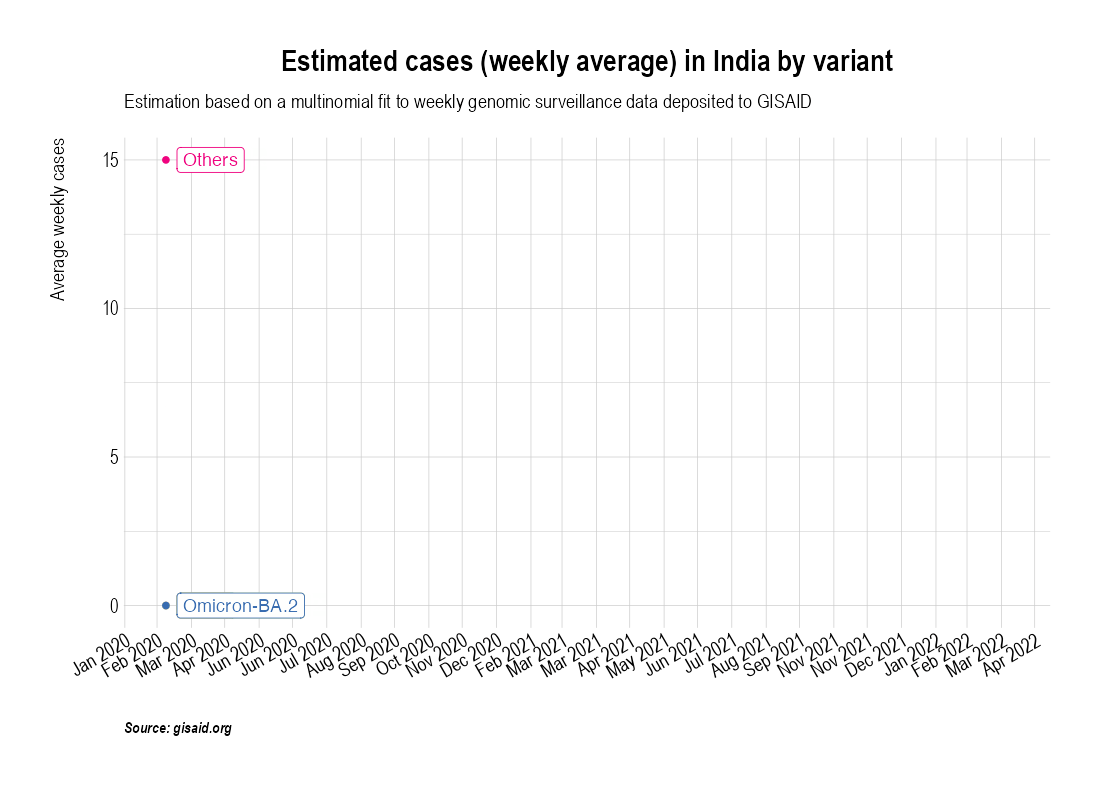 Estimated cases (weekly average) in India by variant
Estimation based on a multinomial fit to weekly genomic surveillance data deposited to GISAID
Average weekly cases
15
Others
10
5
0
Omicron-BA.2
Jan 2020
Feb 2020
Mar 2020
Apr 2020
Jun 2020
Jun 2020
Jul 2020
Aug 2020
Sep 2020
Oct 2020
Nov 2020
Dec 2020
Feb 2021
Mar 2021
Mar 2021
Apr 2021
May 2021
Jun 2021
Jul 2021
Aug 2021
Sep 2021
Nov 2021
Nov 2021
Dec 2021
Jan 2022
Feb 2022
Mar 2022
Apr 2022
Source: gisaid.org